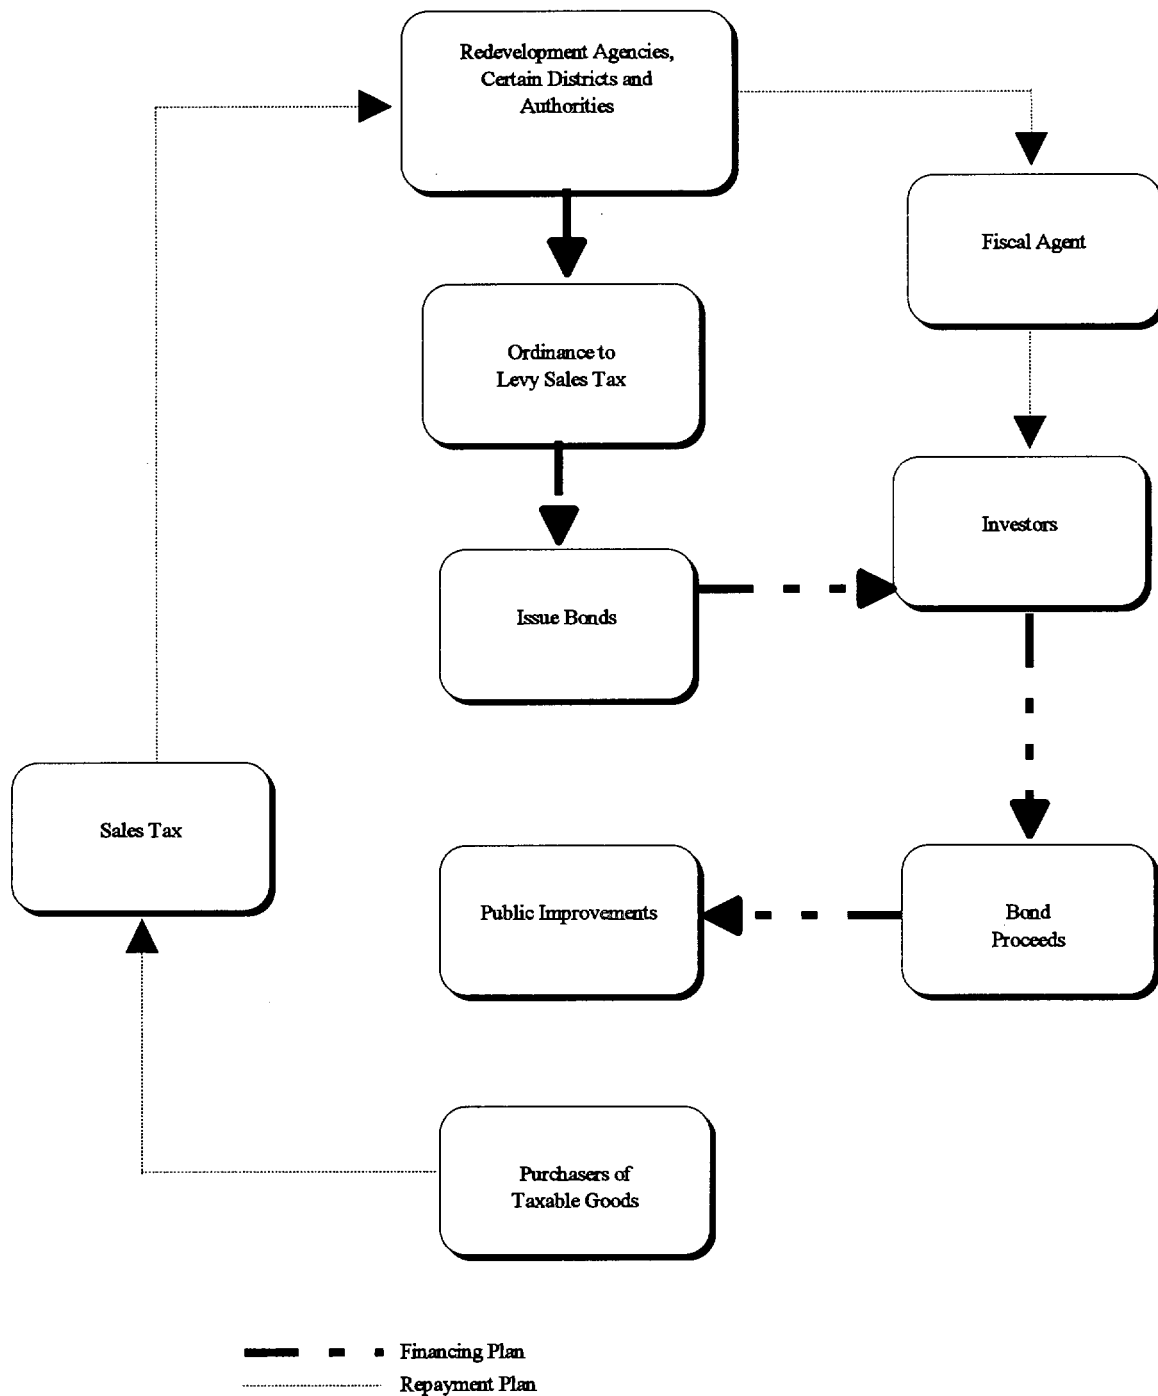 Redevelopment Agencies,
Certain Districts and
Authorities
Fiscal Agent
Ordinance to
Levy Sales Tax
Investors
Issue Bonds
Sales Tax
Public Improvements
Bond
Proceeds
Purchasers of
Taxable Goods
Financing Plan
Repayment Plan